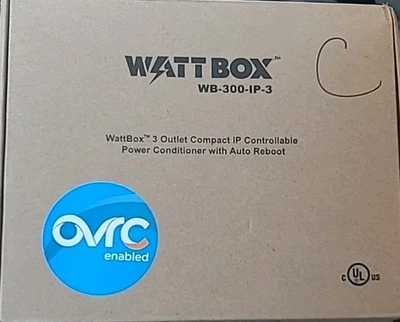 WATTBOX™
WB-300-IP-3
C
WattBox™ 3 Outlet Compact IP Controllable
Power Conditioner with Auto Reboot
OvrC
enabled
c UL US